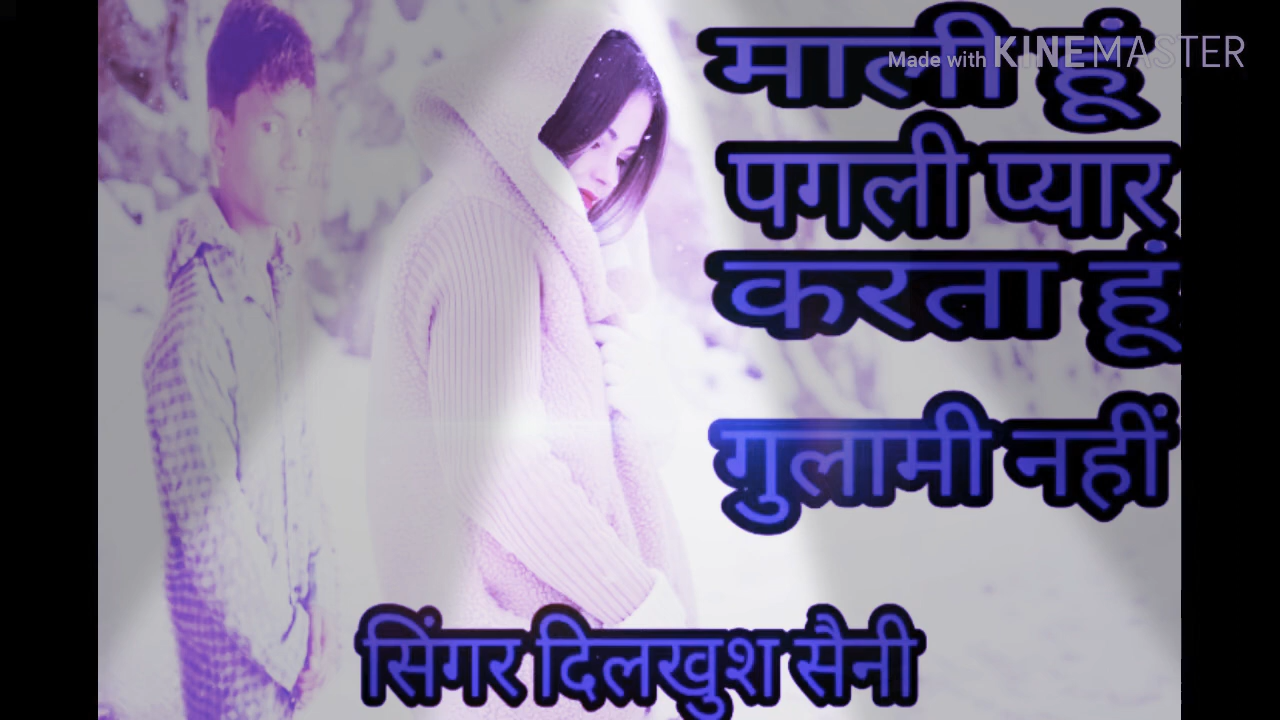 माली हूं
Made with KINEMASTER
पगली प्यार
करता हूं
गुलामी नहीं
सिंगर दिलखुश सैनी